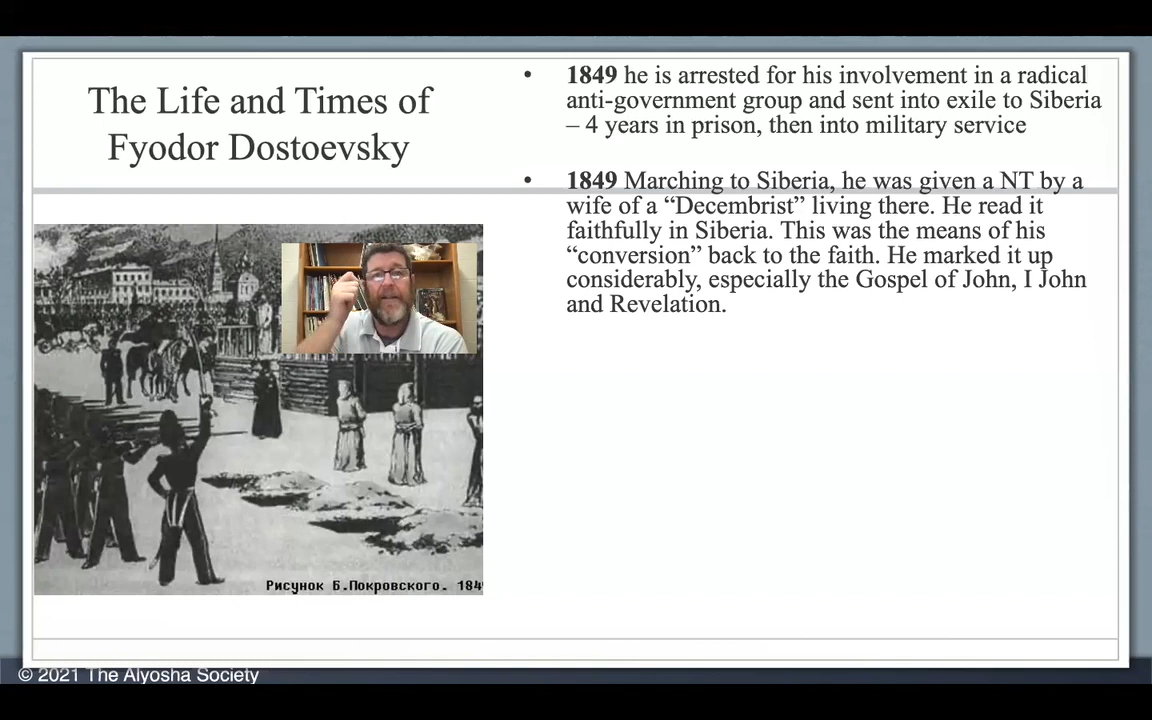 The Life and Times of
Fyodor Dostoevsky
• 1849 he is arrested for his involvement in a radical
anti-government group and sent into exile to Siberia
– 4 years in prison, then into military service
• 1849 Marching to Siberia, he was given a NT by a
wife of a “Decembrist” living there. He read it
faithfully in Siberia. This was the means of his
“conversion” back to the faith. He marked it up
considerably, especially the Gospel of John, I John
and Revelation.
Рисунок Б.Покровского. 184
© 2021 The Alyosha Society